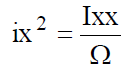 ix² = Ixx / Ω